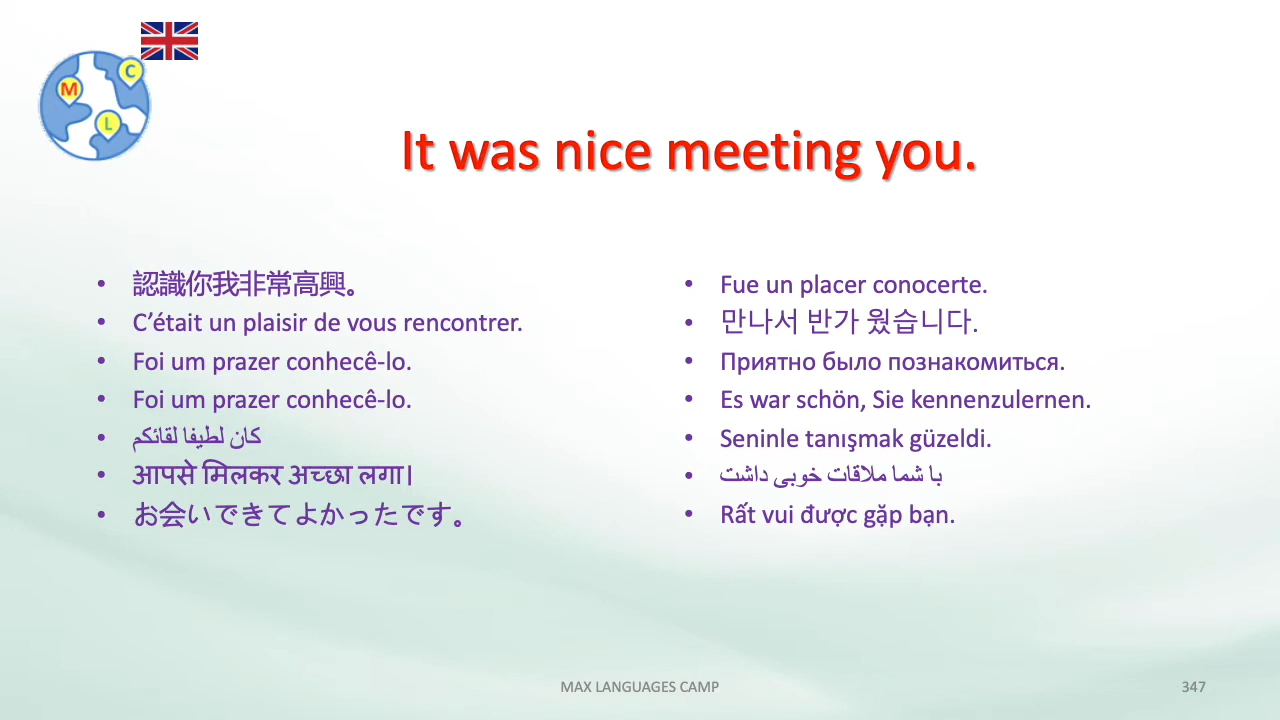 C
M
L
It was nice meeting you.
• 認識你我非常高興。
• C’était un plaisir de vous rencontrer.
• Foi um prazer conhecê-lo.
• Foi um prazer conhecê-lo.
• كان لطيفا لقائكم
• आपसे मिलकर अच्छा लगा।
• お会いできてよかったです。
• Fue un placer conocerte.
• 만나서 반가 웠습니다.
• Приятно было познакомиться.
• Es war schön, Sie kennenzulernen.
• Seninle tanışmak güzeldi.
• با شما ملاقات خوبی داشت
• Rất vui được gặp bạn.
MAX LANGUAGES CAMP
347